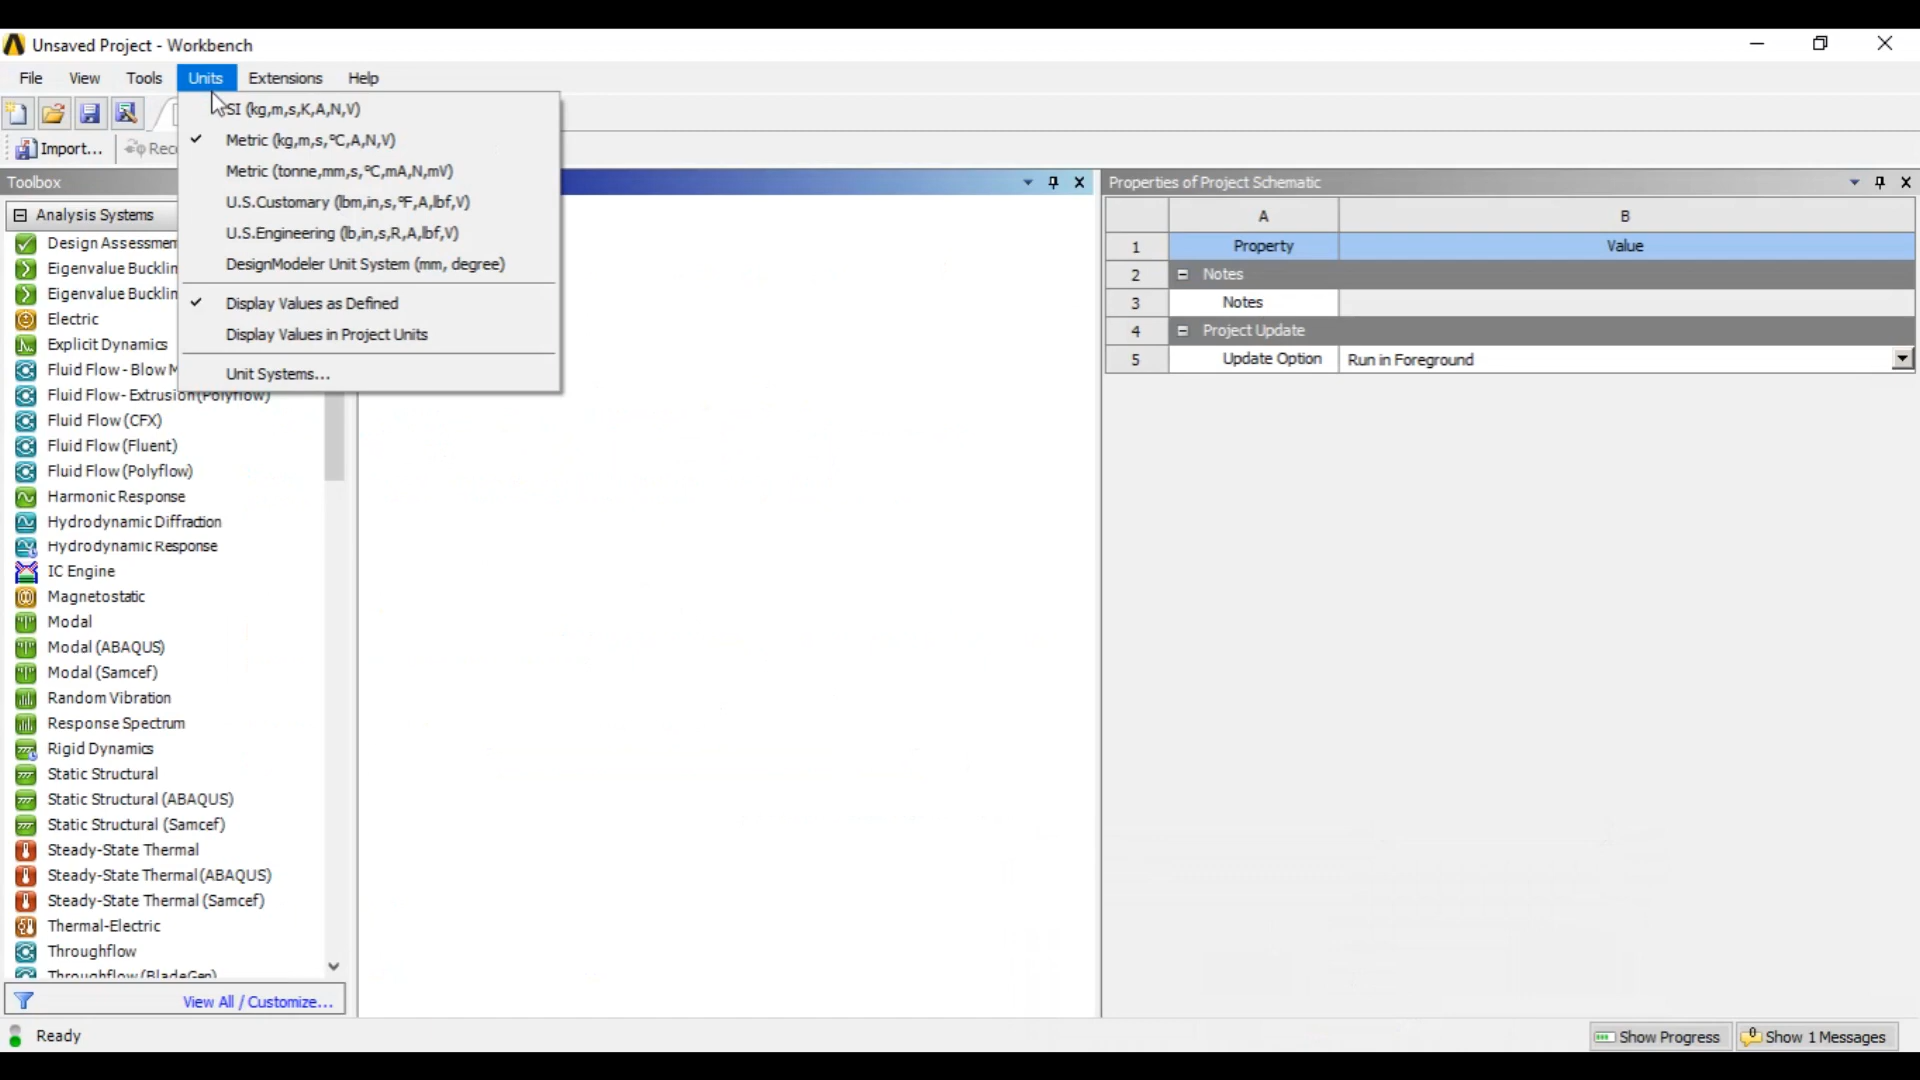 Unsaved Project - Workbench
File View Tools Units Extensions Help
SI (kg,m,s,K,A,N,V)
Metric (kg,m,s,°C,A,N,V)
Metric (tonne,mm,s,°C,mA,N,mV)
U.S.Customary (lbm,in,s,°F,A,lbf,V)
U.S.Engineering (lb,in,s,R,A,lbf,V)
DesignModeler Unit System (mm, degree)
Display Values as Defined
Display Values in Project Units
Unit Systems...
Import...
Toolbox
Analysis Systems
Design Assessmen
Eigenvalue Bucklin
Eigenvalue Bucklin
Electric
Explicit Dynamics
Fluid Flow - Blow M
Fluid Flow- Extrusion (Polyflow)
Fluid Flow (CFX)
Fluid Flow (Fluent)
Fluid Flow (Polyflow)
Harmonic Response
Hydrodynamic Diffraction
Hydrodynamic Response
IC Engine
Magnetostatic
Modal
Modal (ABAQUS)
Modal (Samcef)
Random Vibration
Response Spectrum
Rigid Dynamics
Static Structural
Static Structural (ABAQUS)
Static Structural (Samcef)
Steady-State Thermal
Steady-State Thermal (ABAQUS)
Steady-State Thermal (Samcef)
Thermal-Electric
Throughflow
Throughflow (BladeGen)
View All / Customize...
Properties of Project Schematic
A B
1 Property Value
2 Notes
3 Notes
4 Project Update
5 Update Option Run in Foreground
Ready
Show Progress
0 Show 1 Messages